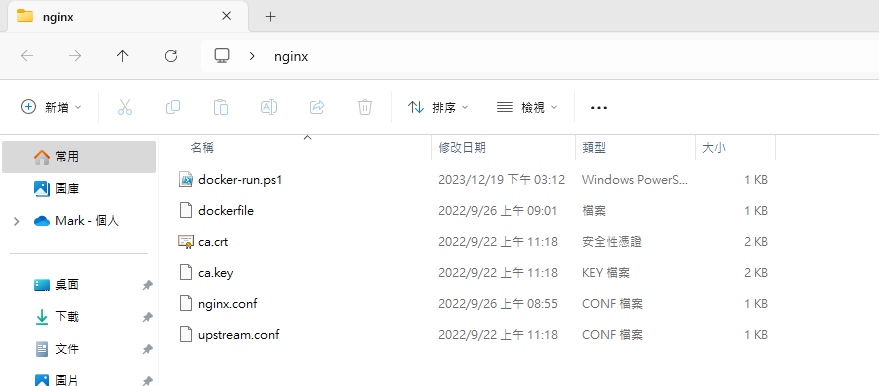 nginx
nginx
新增
排序
檢視
名稱 修改日期 類型 大小
常用
圖庫
Mark - 個人
桌面
下載
文件
圖片
docker-run.ps1 2023/12/19 下午 03:12 Windows PowerS... 1 KB
dockerfile 2022/9/26 上午 09:01 檔案 1 KB
ca.crt 2022/9/22 上午 11:18 安全性憑證 2 KB
ca.key 2022/9/22 上午 11:18 KEY 檔案 2 KB
nginx.conf 2022/9/26 上午 08:55 CONF 檔案 1 KB
upstream.conf 2022/9/22 上午 11:18 CONF 檔案 1 KB